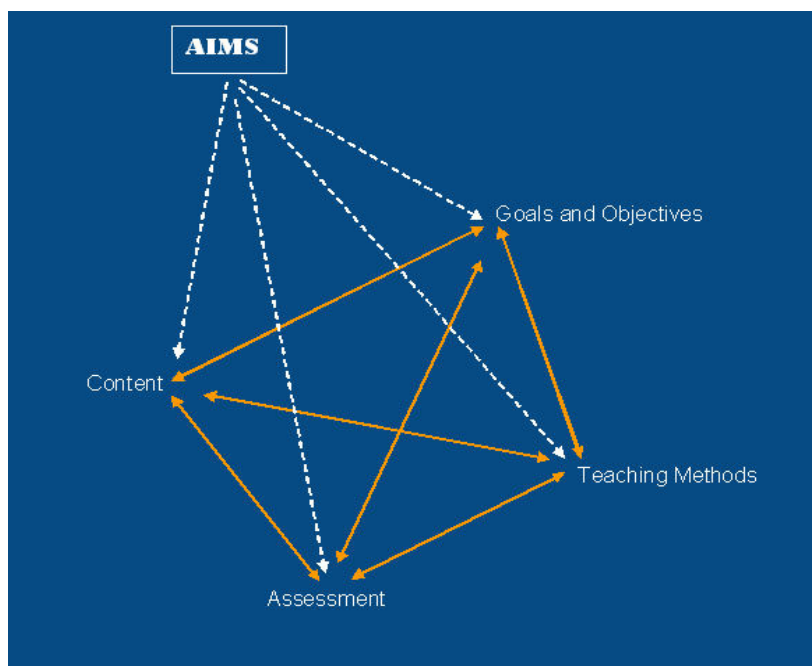 AIMS
Goals and Objectives
Content
Teaching Methods
Assessment